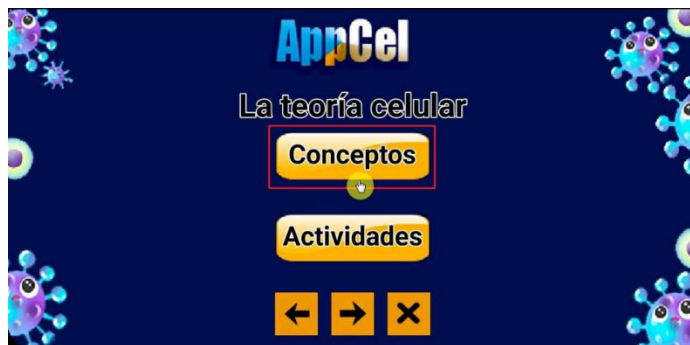 AppCel
La teoría celular
Conceptos
Actividades